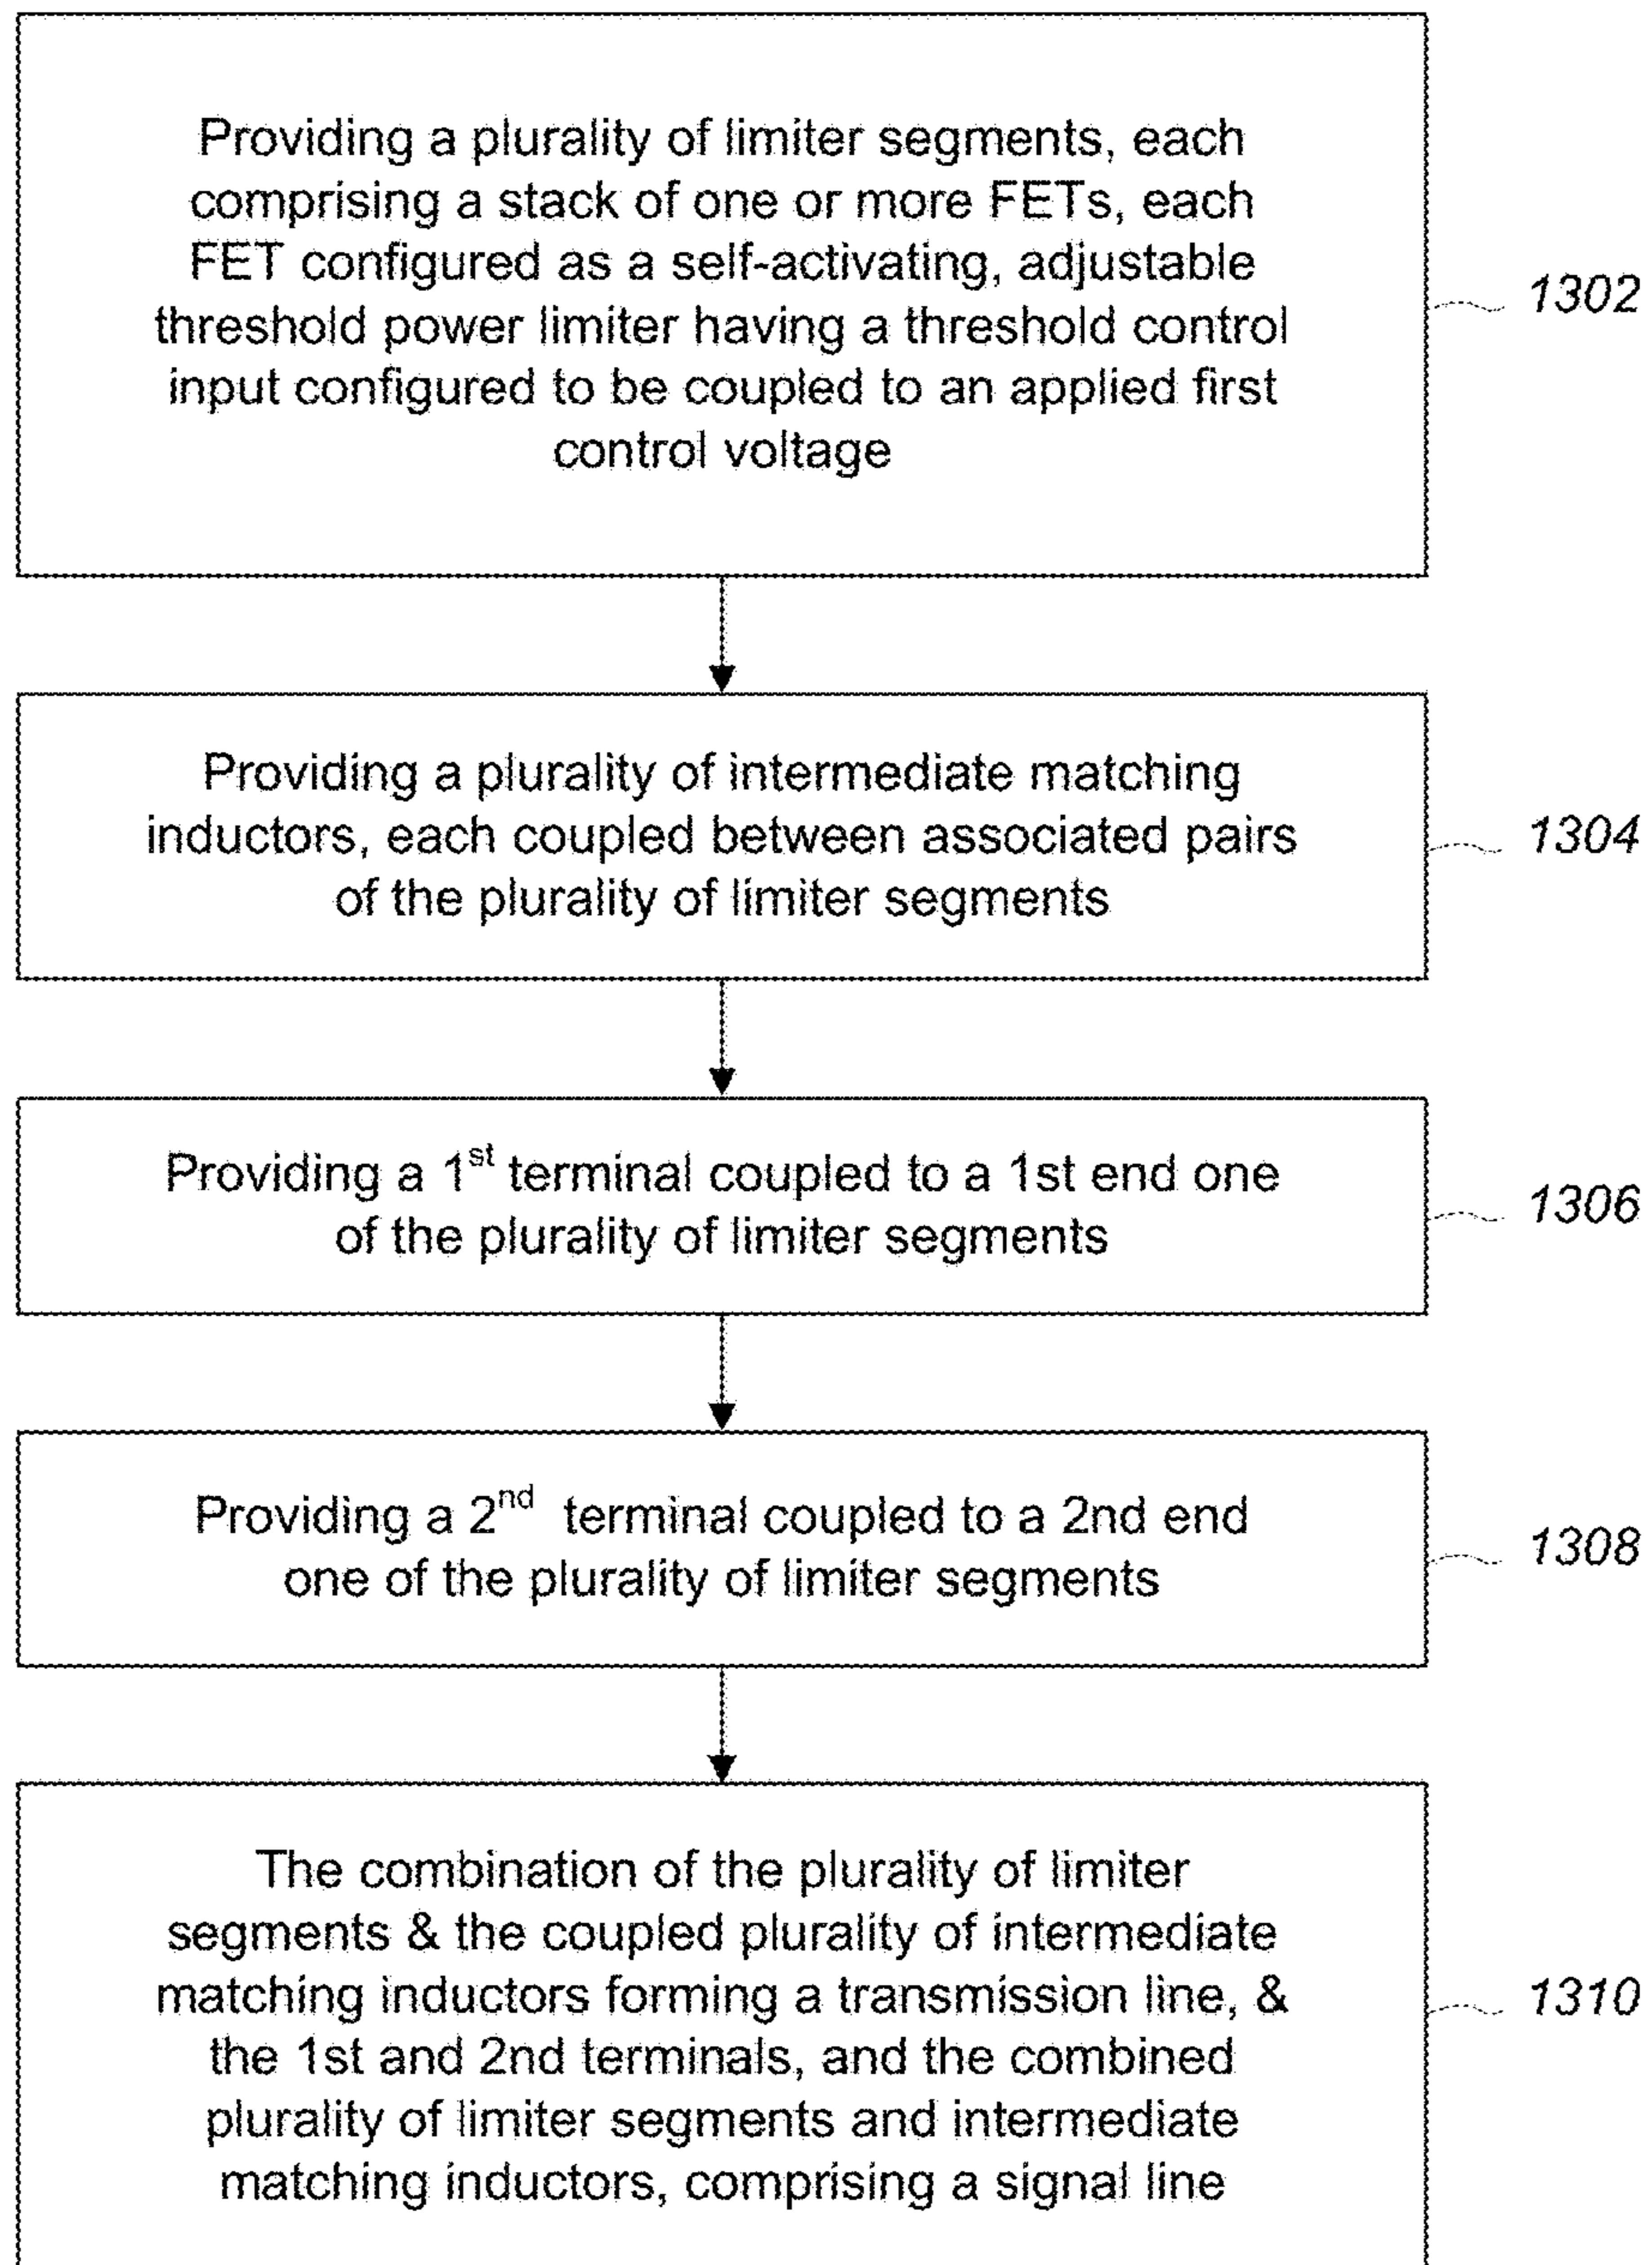 Providing a plurality of limiter segments, each
comprising a stack of one or more FETs, each
FET configured as a self-activating, adjustable
threshold power limiter having a threshold control
input configured to be coupled to an applied first
control voltage
1302
Providing a plurality of intermediate matching
inductors, each coupled between associated pairs
of the plurality of limiter segments
1304
Providing a 1st terminal coupled to a 1st end one
of the plurality of limiter segments
1306
Providing a 2nd terminal coupled to a 2nd end
one of the plurality of limiter segments
1308
The combination of the plurality of limiter
segments & the coupled plurality of intermediate
matching inductors forming a transmission line, &
the 1st and 2nd terminals, and the combined
plurality of limiter segments and intermediate
matching inductors, comprising a signal line
1310